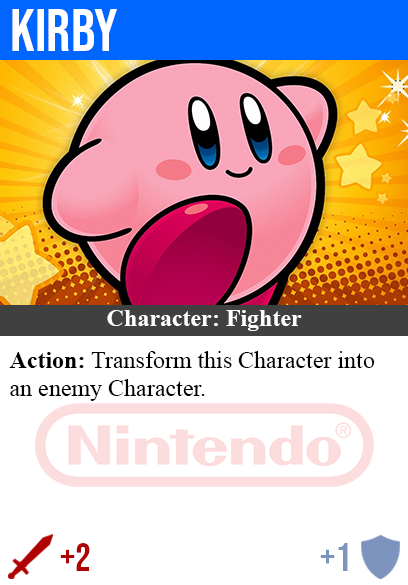 KIRBY
Character: Fighter
Action: Transform this Character into
an enemy Character.
Nintendo®
+2
+1